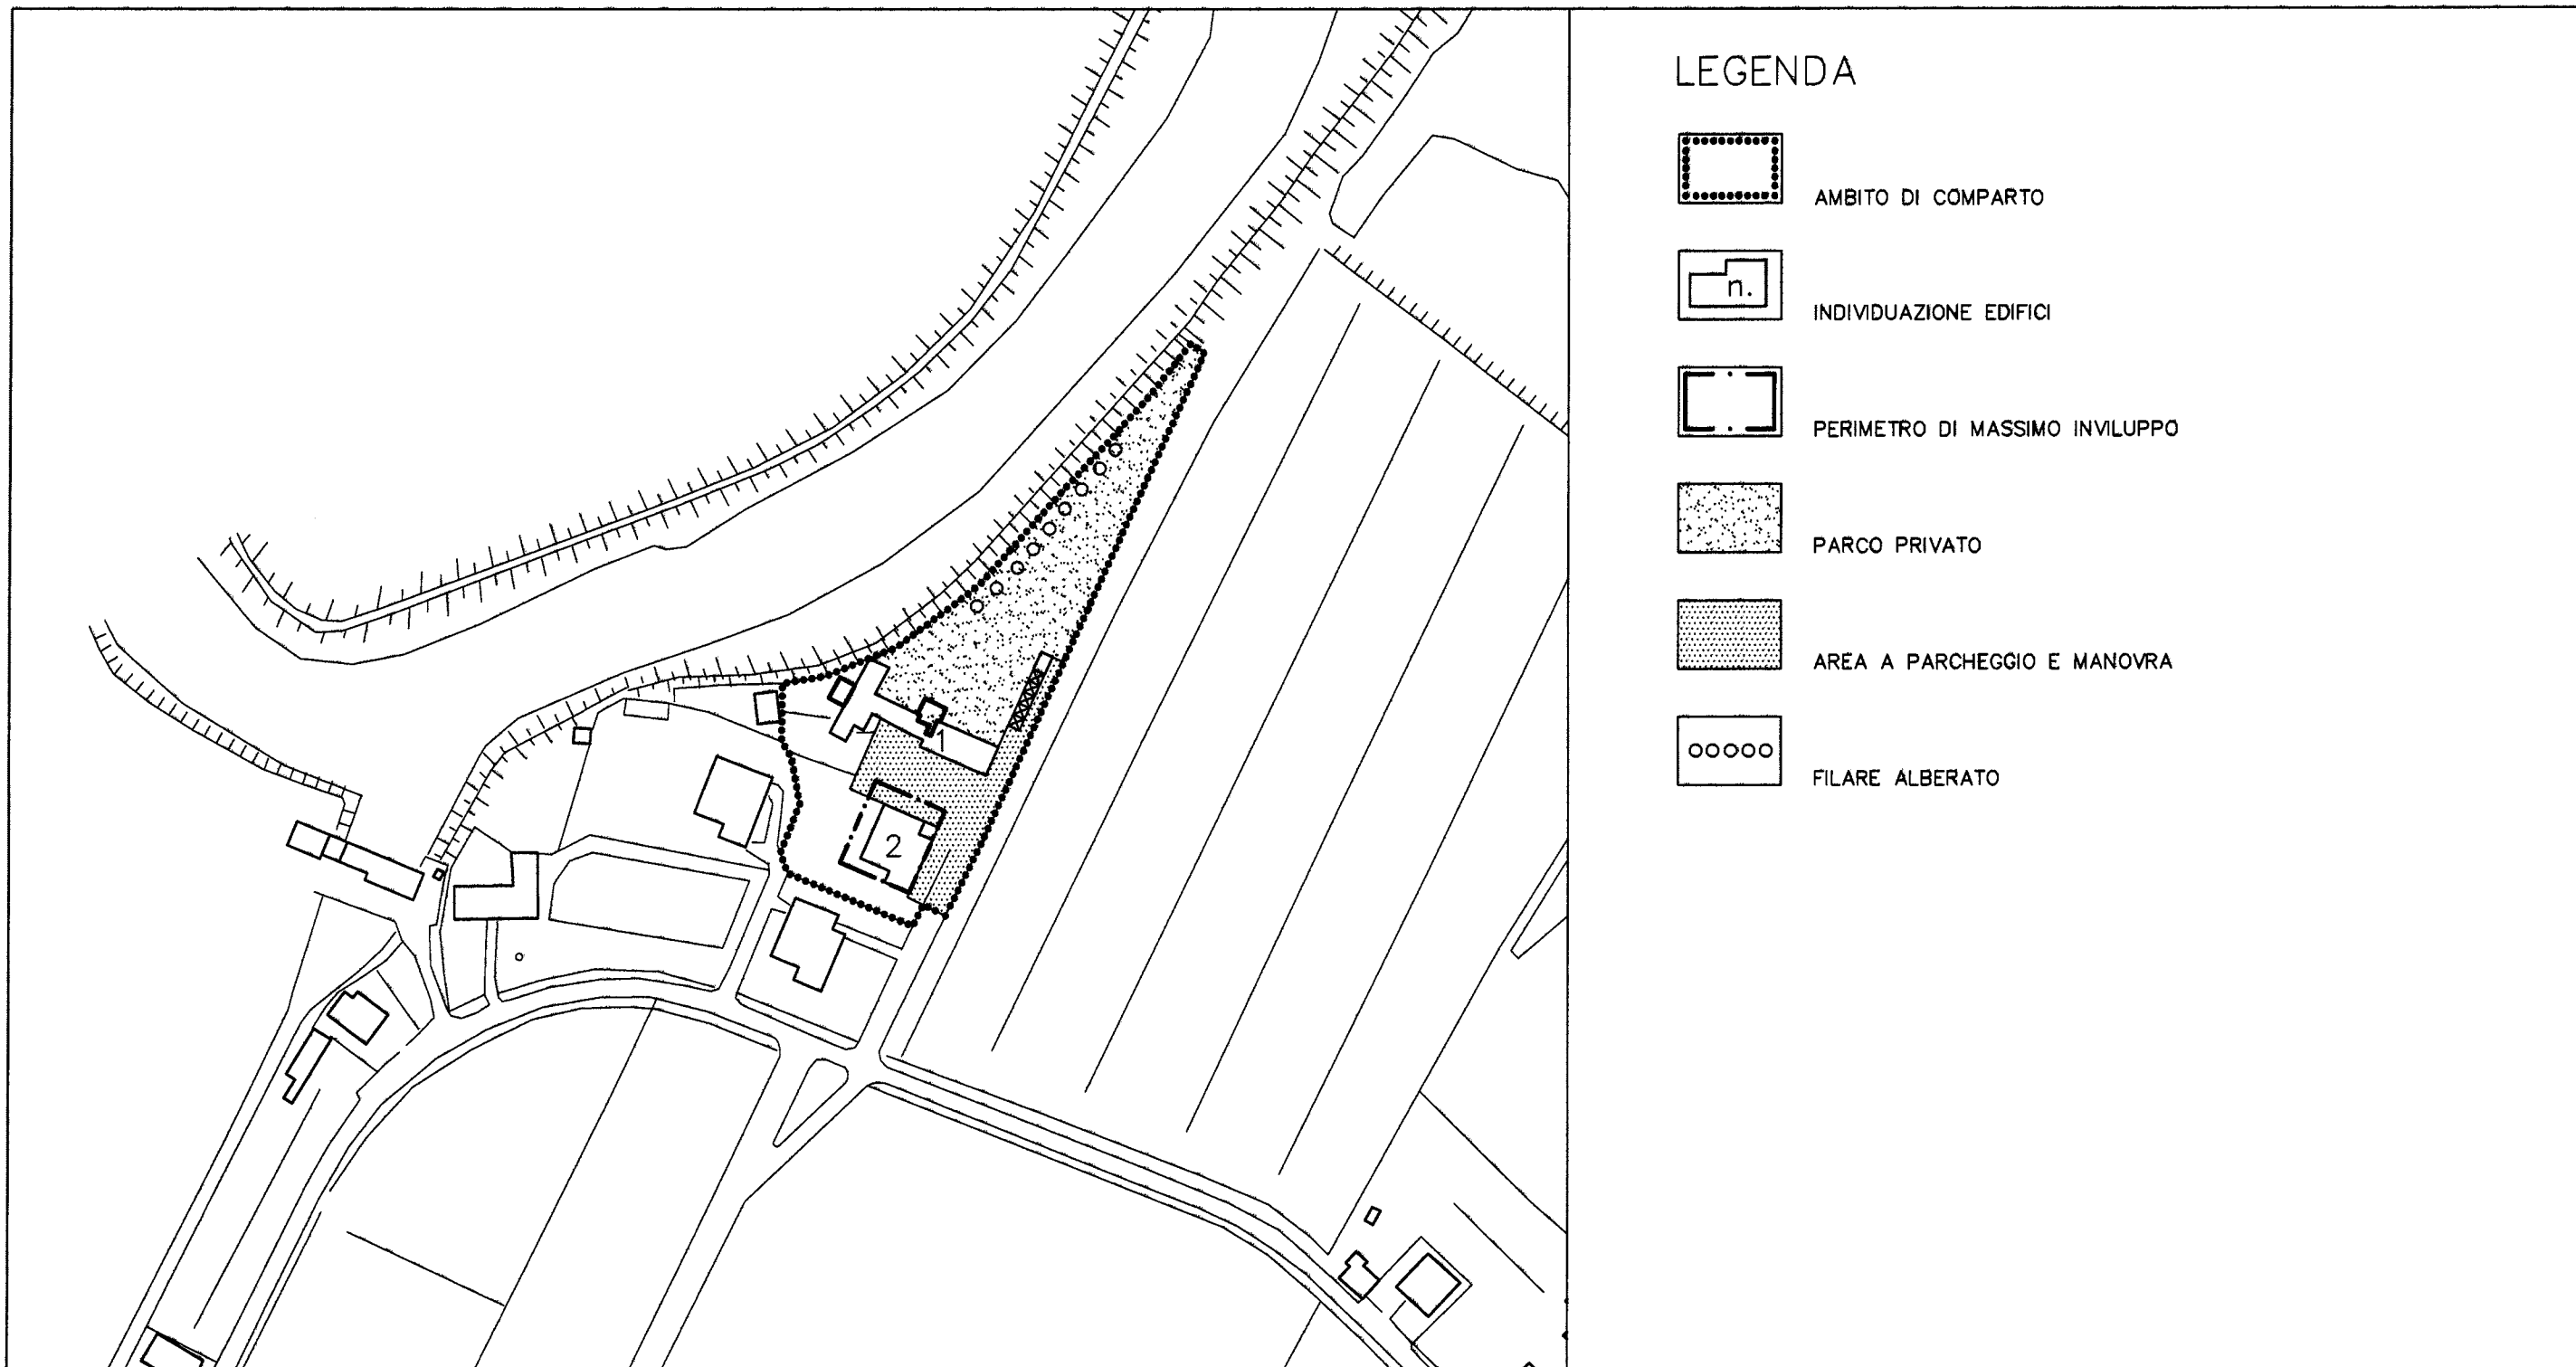 LEGENDA
AMBITO DI COMPARTO
n.
INDIVIDUAZIONE EDIFICI
PERIMETRO DI MASSIMO INVILUPPO
PARCO PRIVATO
AREA A PARCHEGGIO E MANOVRA
FILARE ALBERATO
1
2